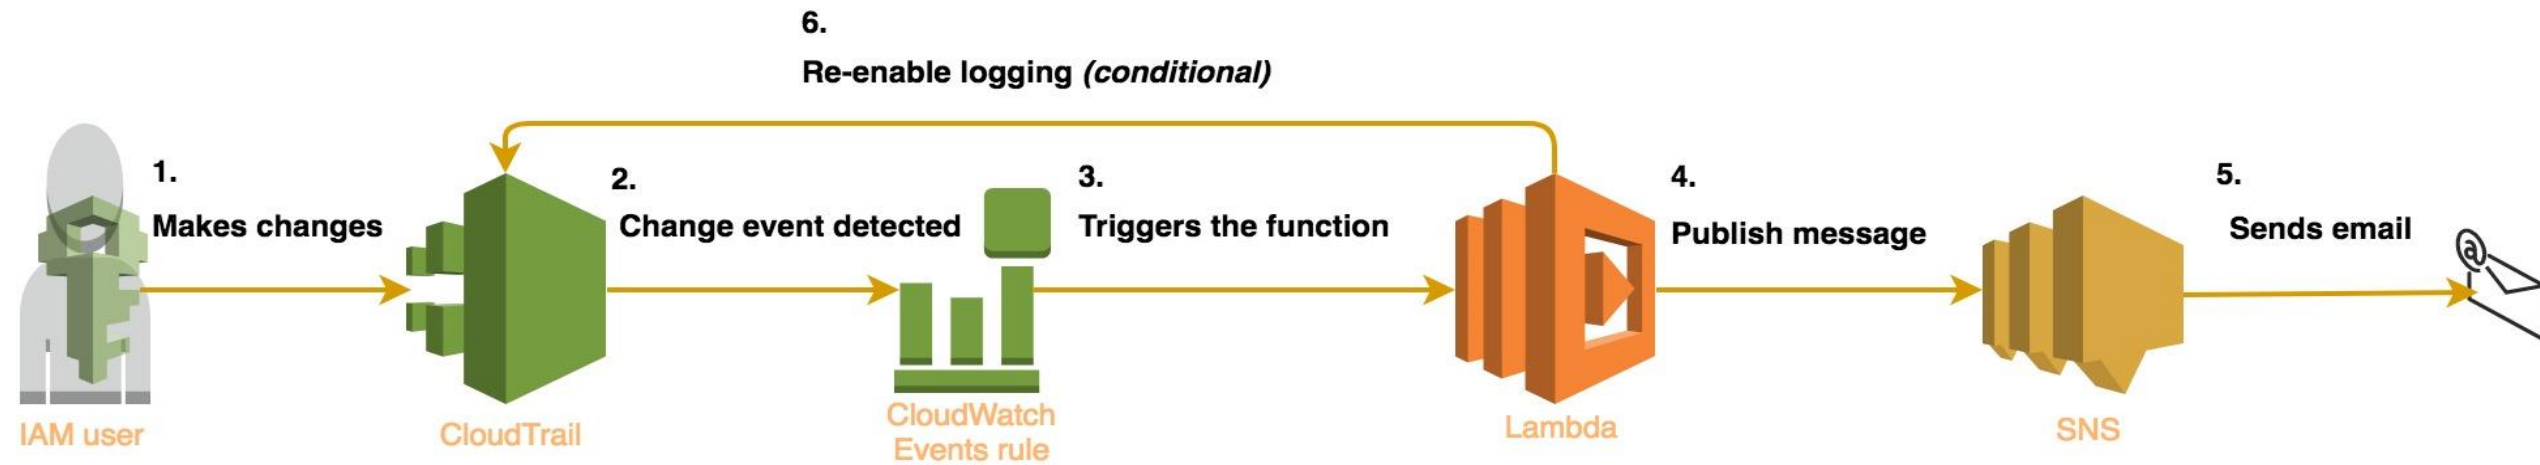 6.
Re-enable logging (conditional)
1.
Makes changes
2.
Change event detected
3.
Triggers the function
4.
Publish message
5.
Sends email
@
IAM user
CloudTrail
CloudWatch
Events rule
Lambda
SNS